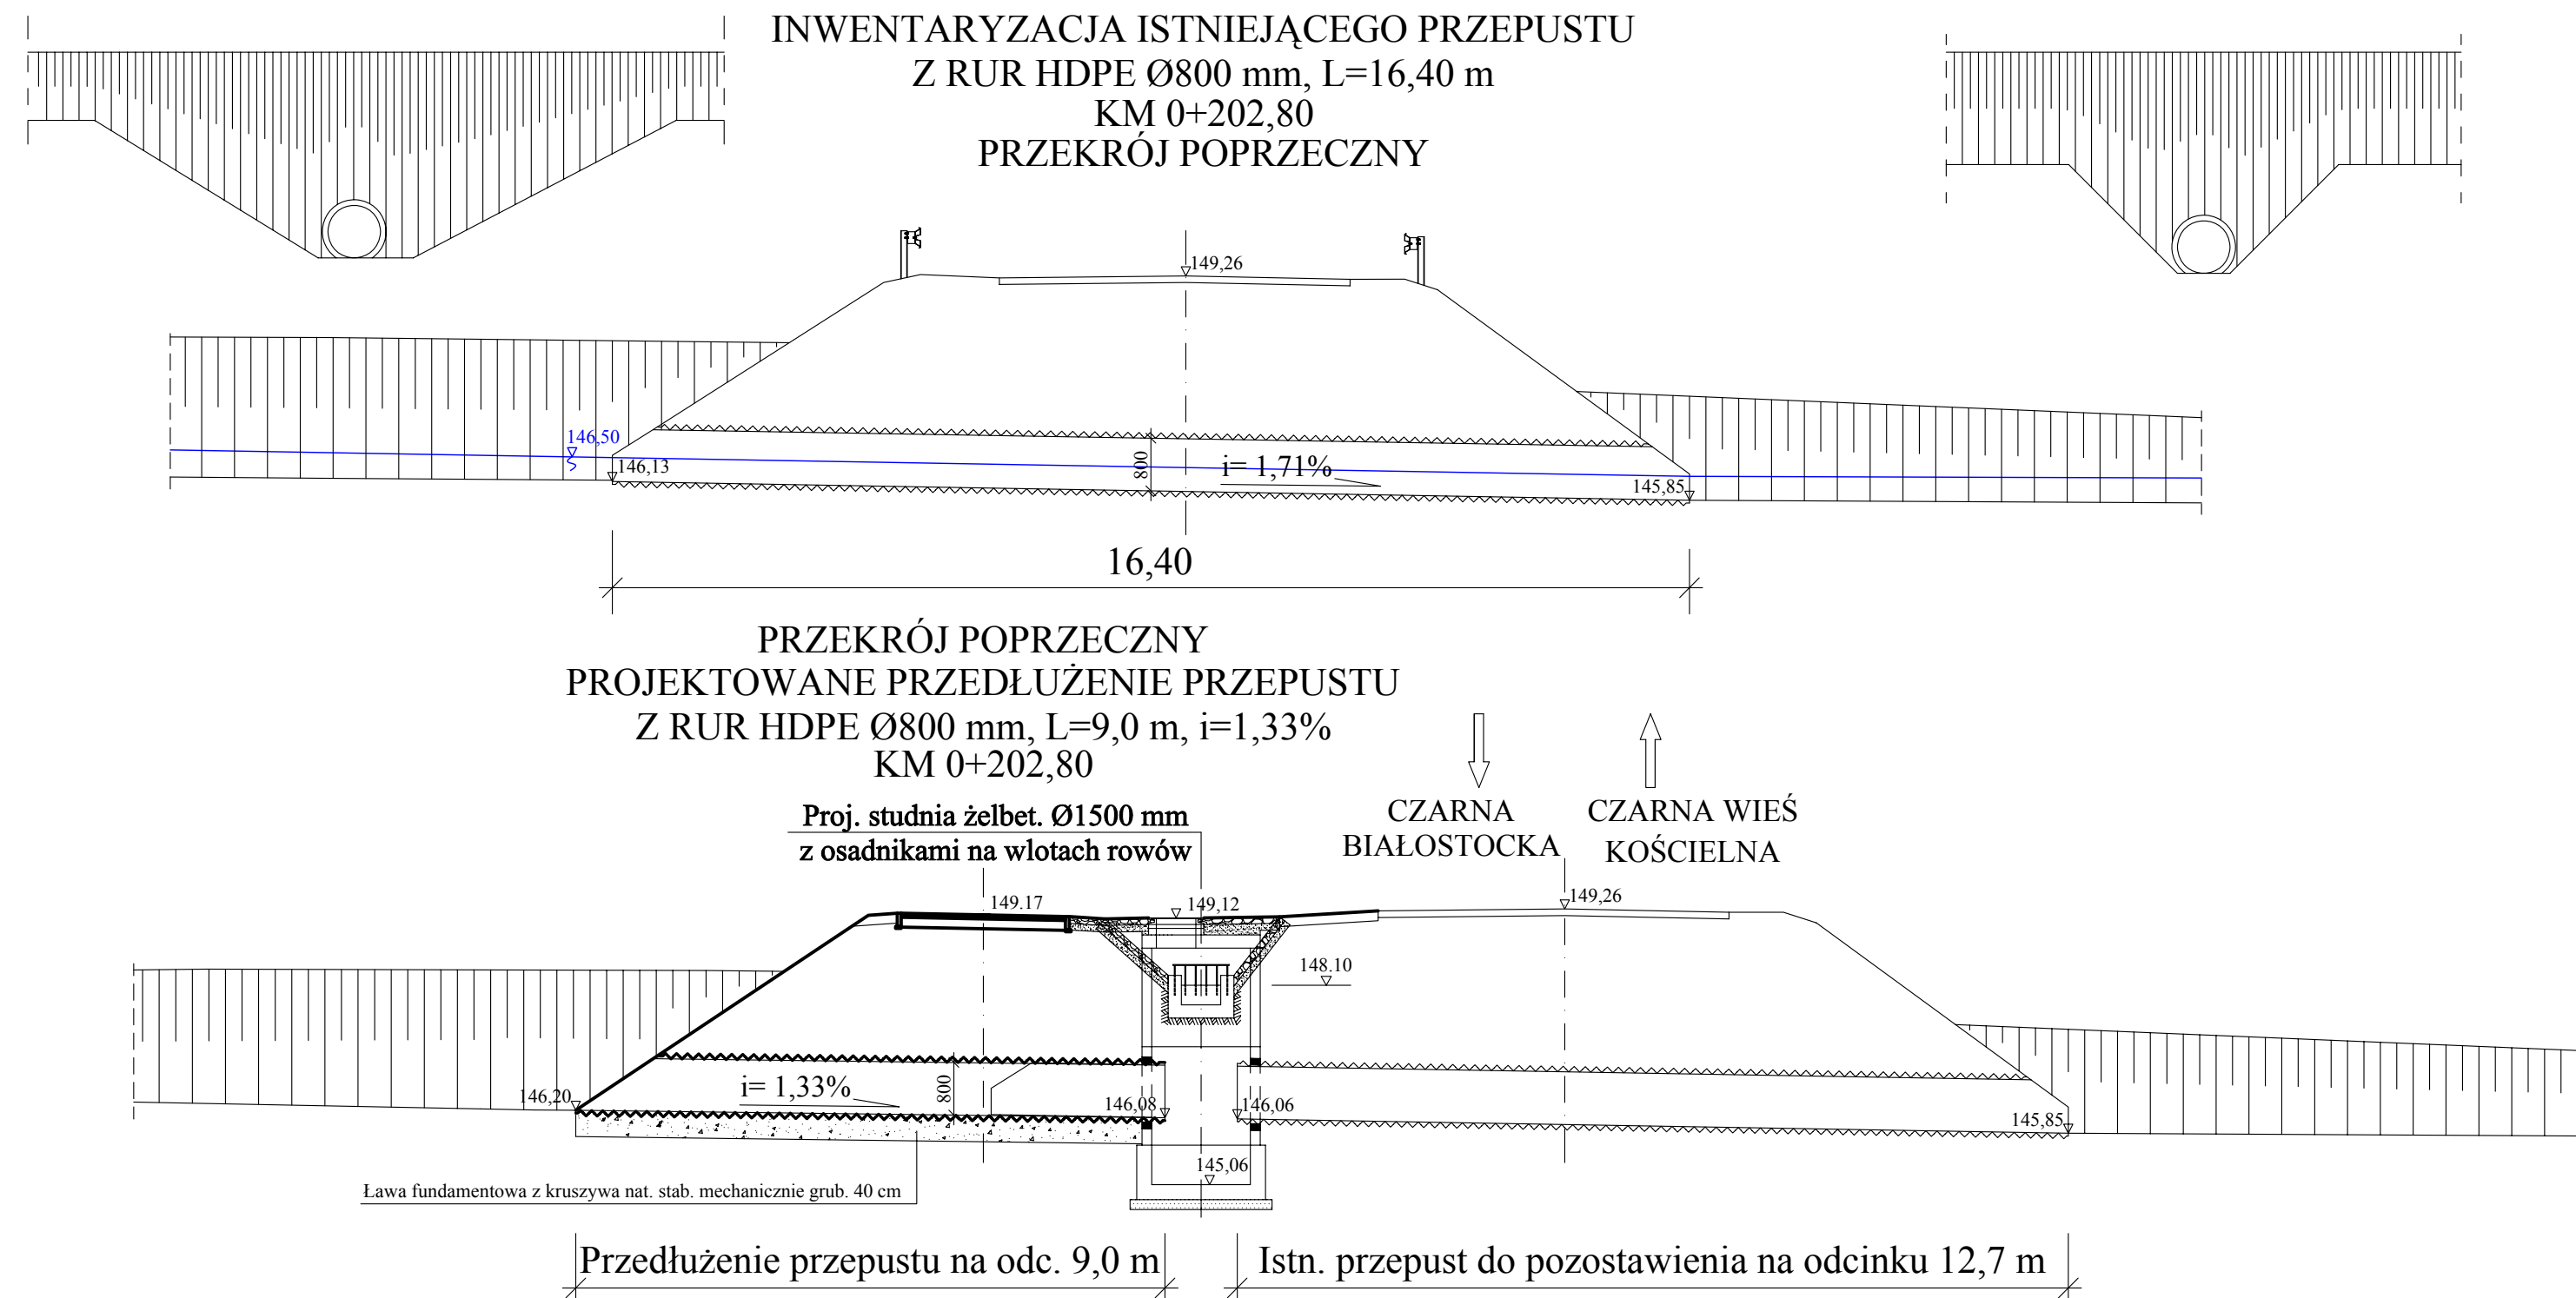 INWENTARYZACJA ISTNIEJĄCEGO PRZEPUSTU
Z RUR HDPE Ø800 mm, L=16,40 m
KM 0+202,80
PRZEKRÓJ POPRZECZNY
149,26
146,50
146,13
800
i= 1,71%
145,85
16,40
PRZEKRÓJ POPRZECZNY
PROJEKTOWANE PRZEDŁUŻENIE PRZEPUSTU
Z RUR HDPE Ø800 mm, L=9,0 m, i=1,33%
KM 0+202,80
CZARNA
BIAŁOSTOCKA
CZARNA WIEŚ
KOŚCIELNA
Proj. studnia żelbet. Ø1500 mm
z osadnikami na wlotach rowów
149.17
149,12
149,26
148.10
146,20
i= 1,33%
800
146,08
146,06
145,85
145,06
Ława fundamentowa z kruszywa nat. stab. mechanicznie grub. 40 cm
Przedłużenie przepustu na odc. 9,0 m
Istn. przepust do pozostawienia na odcinku 12,7 m